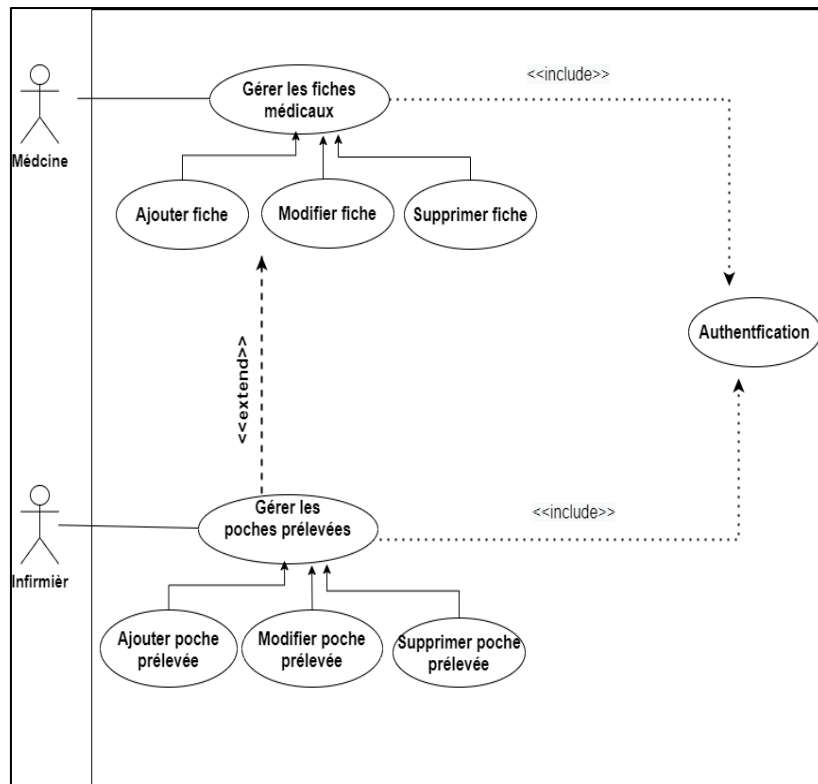 Gérer les fiches
médicaux
<<include>>
Médcine
Ajouter fiche
Modifier fiche
Supprimer fiche
Authentfication
<<extend>>
Gérer les
poches prélevées
<<include>>
Infirmièr
Ajouter poche
prélevée
Modifier poche
prélevée
Supprimer poche
prélevée